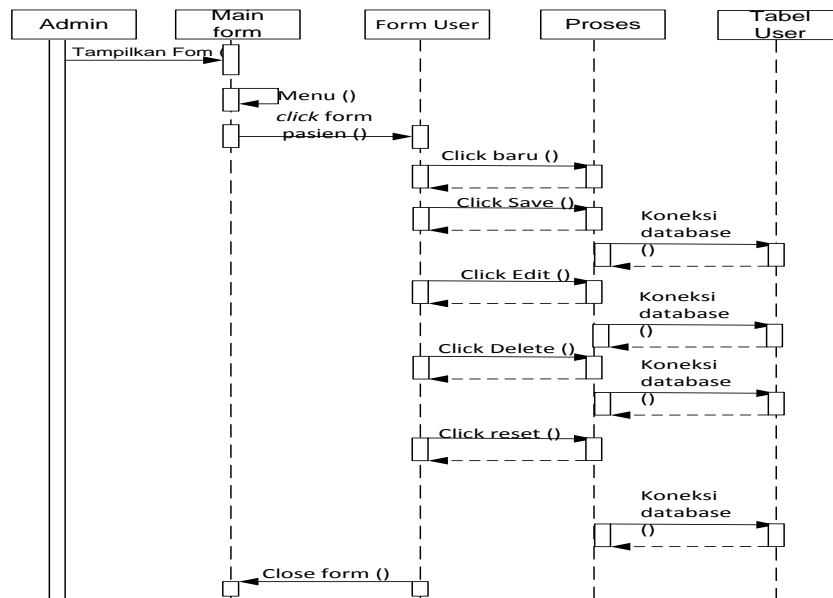 Admin
Main
form
Form User
Proses
Tabel
User
Tampilkan Fom (
Menu ()
click form
pasien ()
Click baru ()
Click Save ()
Koneksi
database
()
Click Edit ()
Koneksi
database
()
Click Delete ()
Koneksi
database
()
Click reset ()
Koneksi
database
()
Close form ()